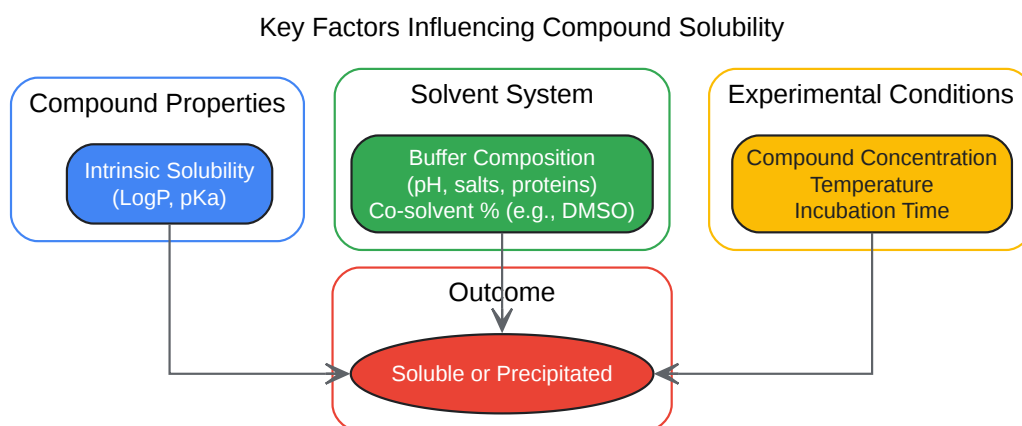 Key Factors Influencing Compound Solubility
Compound Properties
Intrinsic Solubility
(LogP, pKa)
Solvent System
Buffer Composition
(pH, salts, proteins)
Co-solvent % (e.g., DMSO)
Experimental Conditions
Compound Concentration
Temperature
Incubation Time
Outcome
Soluble or Precipitated